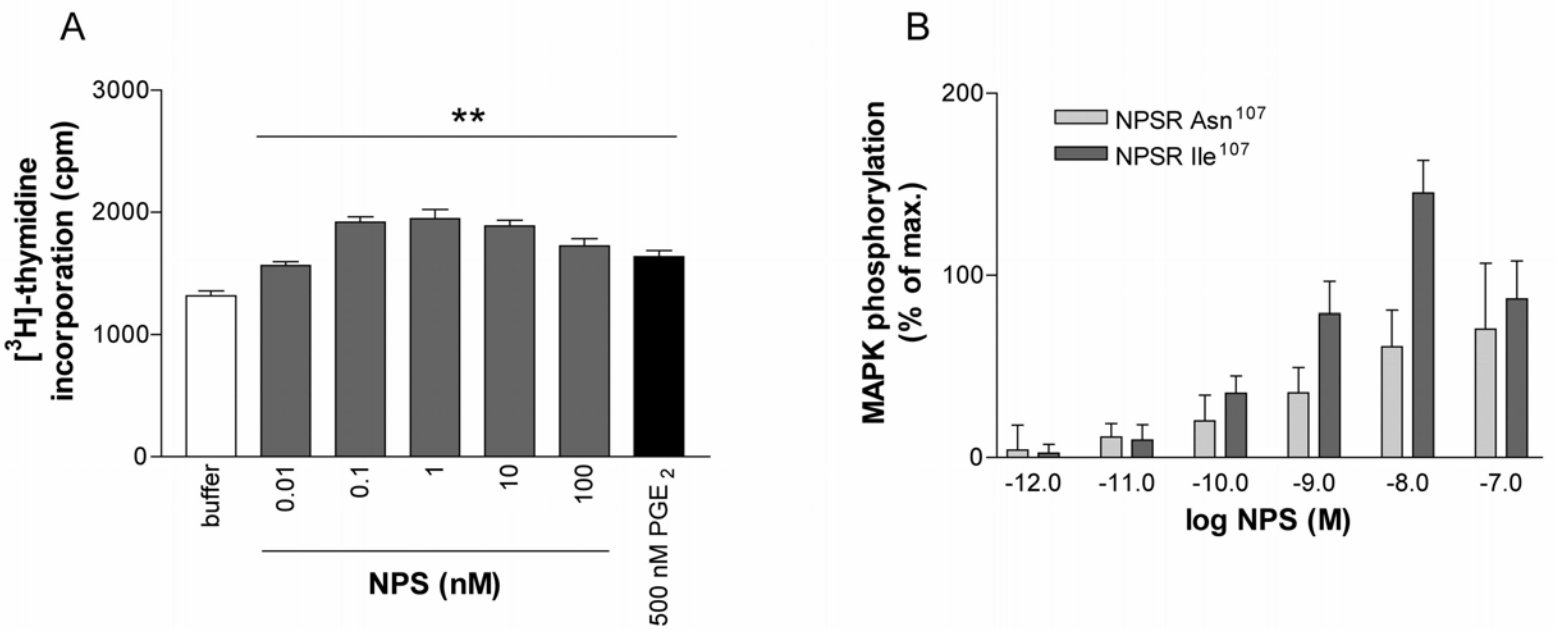 A
3000
2000
1000
0
[³H]-thymidine
incorporation (cpm)
**
buffer
0.01
0.1
1
10
100
500 nM PGE 2
NPS (nM)
B
200
100
0
MAPK phosphorylation
(% of max.)
NPSR Asn¹⁰⁷
NPSR Ile¹⁰⁷
-12.0 -11.0 -10.0 -9.0 -8.0 -7.0
log NPS (M)